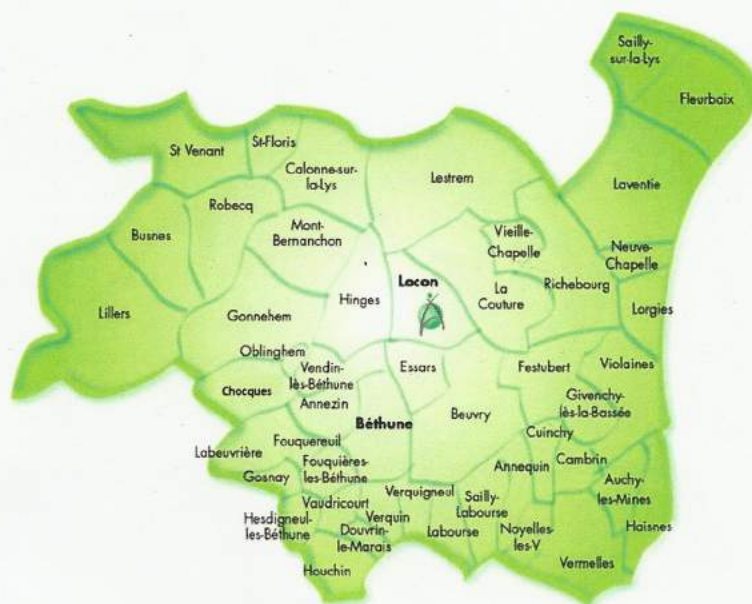 Sailly-
sur-la-Lys
Fleurbaix
St Venant
St-Floris
Calonne-sur-
la-Lys
Lestrem
Laventie
Robecq
Busnes
Mont-
Bernanchon
Vieille-
Chapelle
Neuve-
Chapelle
Locon
Hinges
La
Couture
Richebourg
Lorgies
Lillers
Gonnehem
Oblinghem
Vendin-
lès-Béthune
Essars
Festubert
Violaines
Chocques
Annezin
Beuvry
Givenchy-
lès-la-Bassée
Béthune
Cuinchy
Fouquereuil
Labeuvrière
Fouquières-
les-Béthune
Gosnay
Annequin
Cambrin
Auchy-
les-Mines
Verquigneul
Sailly-
Labourse
Vaudricourt
Hesdigneul-
les-Béthune
Verquin
Douvrin-
le-Marais
Labourse
Noyelles-
les-V
Haisnes
Vermelles
Houchin